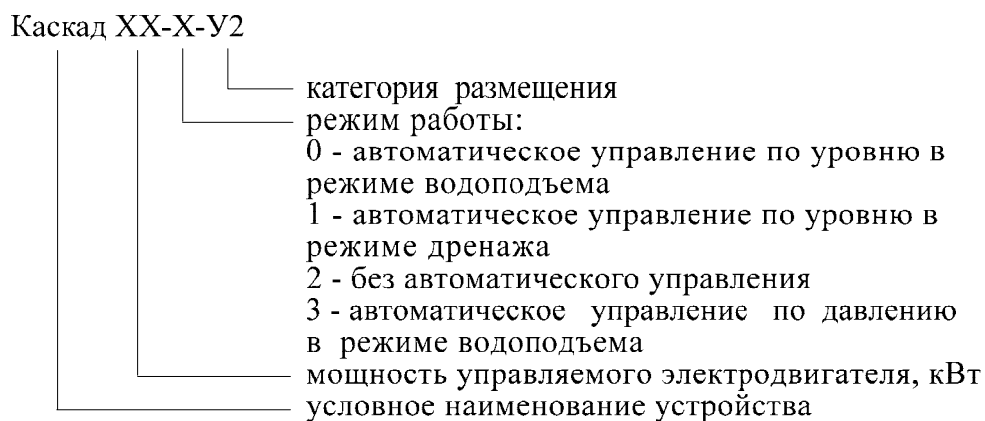 Каскад ХХ-Х-У2
категория размещения
режим работы:
0 - автоматическое управление по уровню в
режиме водоподъема
1 - автоматическое управление по уровню в
режиме дренажа
2 - без автоматического управления
3 - автоматическое управление по давлению
в режиме водоподъема
мощность управляемого электродвигателя, кВт
условное наименование устройства